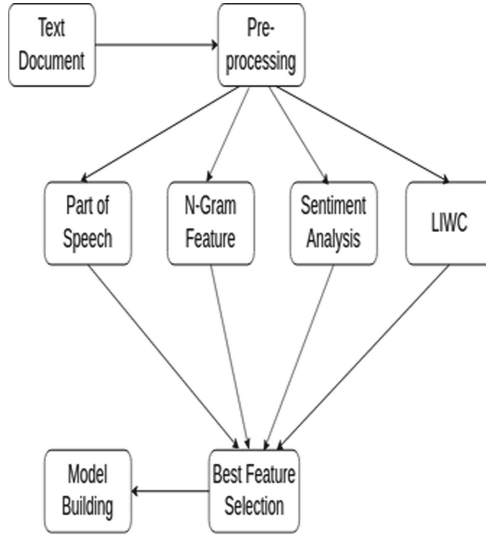 Text
Document
Pre-
processing
Part of
Speech
N-Gram
Feature
Sentiment
Analysis
LIWC
Model
Building
Best Feature
Selection